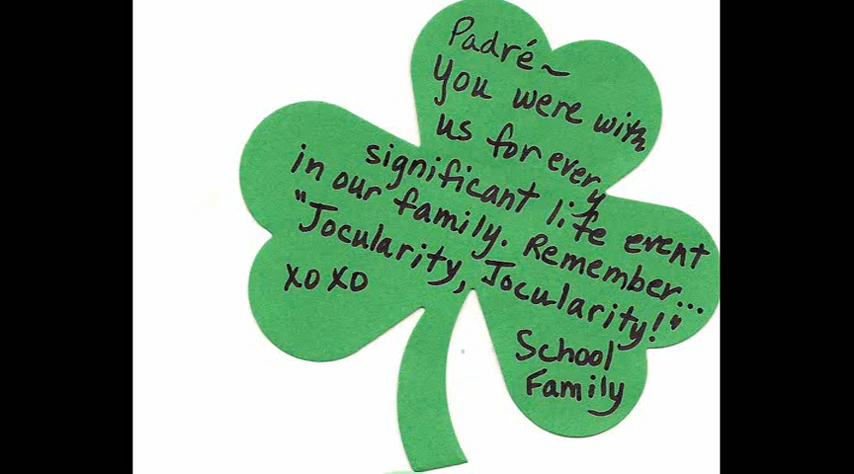 Padré~
You were with
us for every
significant life event
in our family. Remember...
"Jocularity, Jocularity!"
XOXO
School
Family